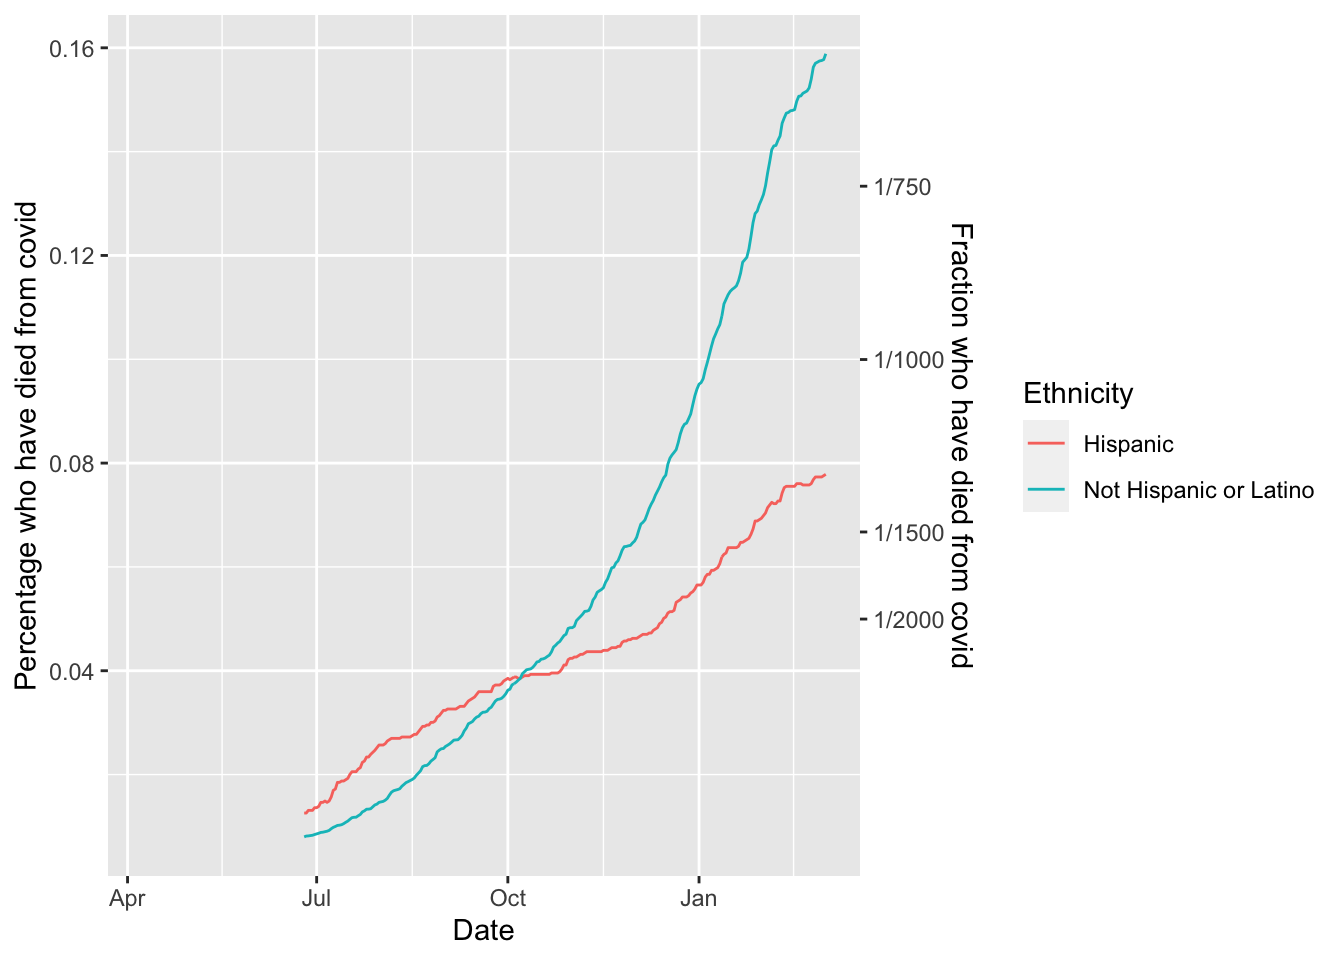 Percentage who have died from covid
0.16
0.12
0.08
0.04
Apr
Jul
Oct
Jan
Date
1/750
1/1000
1/1500
1/2000
Fraction who have died from covid
Ethnicity
Hispanic
Not Hispanic or Latino